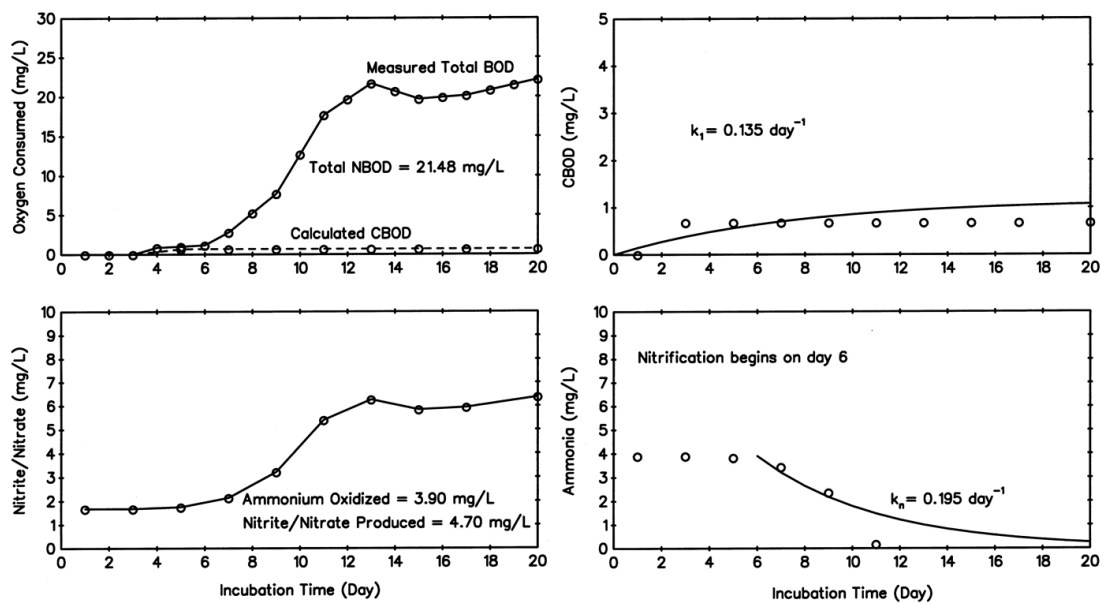 30
25
20
15
10
5
0
Oxygen Consumed (mg/L)
Measured Total BOD
Total NBOD = 21.48 mg/L
Calculated CBOD
0 2 4 6 8 10 12 14 16 18 20
5
4
3
2
1
0
CBOD (mg/L)
k₁= 0.135 day⁻¹
0 2 4 6 8 10 12 14 16 18 20
10
9
8
7
6
5
4
3
2
1
0
Nitrite/Nitrate (mg/L)
Ammonium Oxidized = 3.90 mg/L
Nitrite/Nitrate Produced = 4.70 mg/L
0 2 4 6 8 10 12 14 16 18 20
Incubation Time (Day)
10
9
8
7
6
5
4
3
2
1
0
Ammonia (mg/L)
Nitrification begins on day 6
kₙ= 0.195 day⁻¹
0 2 4 6 8 10 12 14 16 18 20
Incubation Time (Day)